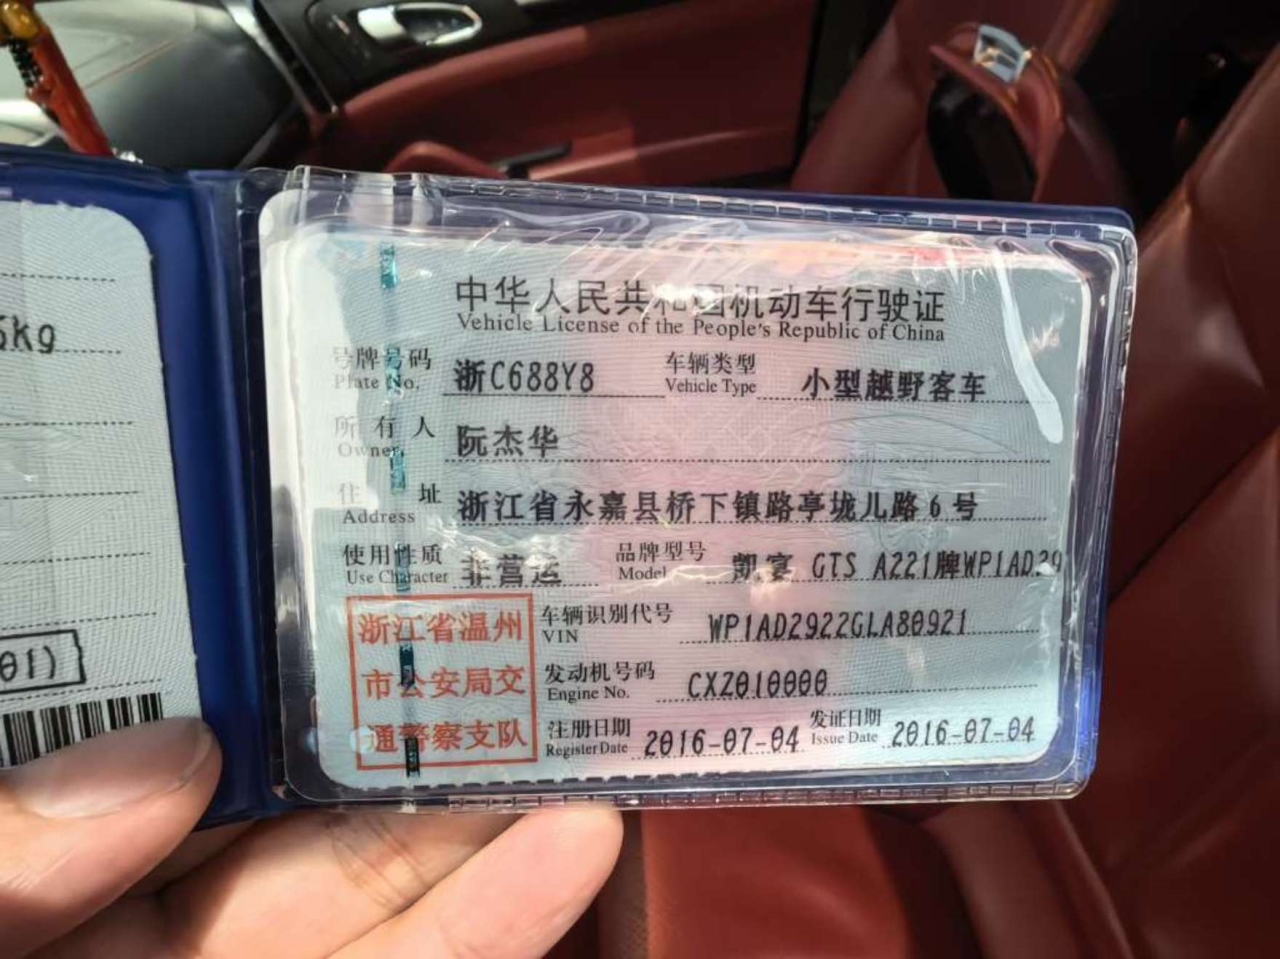 5Kg
01)
中华人民共和国机动车行驶证
Vehicle License of the People's Republic of China
号牌号码 浙C688Y8 车辆类型 小型越野客车
Plate No. Vehicle Type
所有人 阮杰华
Owner
住址 浙江省永嘉县桥下镇路亭垅儿路6号
Address
使用性质 非营运 品牌型号 凯宴 GTS A221牌WP1AD29
Use Character Model
浙江省温州
市公安局交
通警察支队
车辆识别代号 WP1AD2922GLA80921
VIN
发动机号码 CXZ010000
Engine No.
注册日期 2016-07-04 发证日期 2016-07-04
Register Date Issue Date